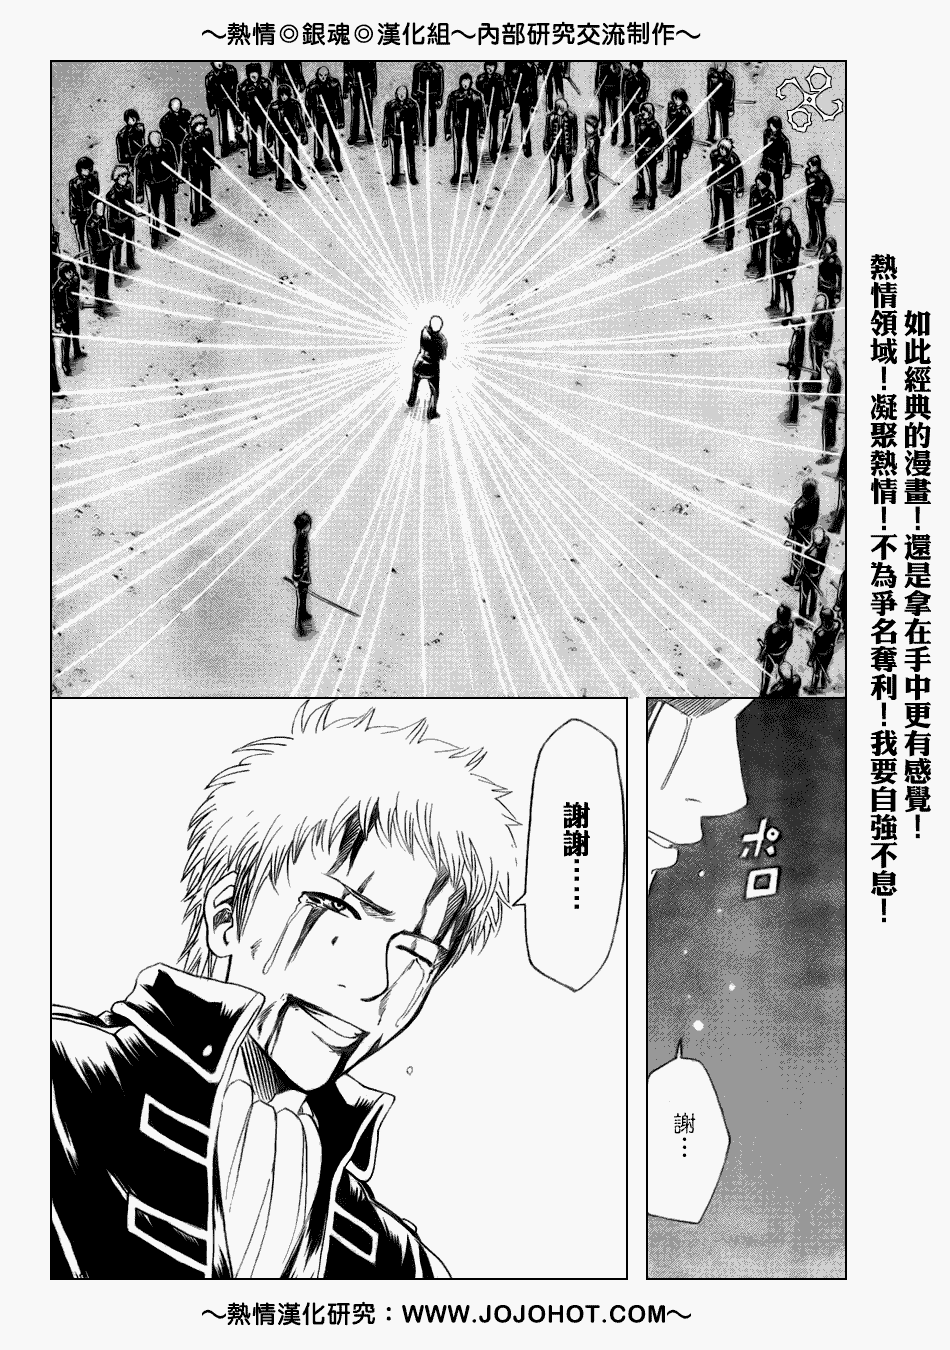 ～熱情◎銀魂◎漢化組～內部研究交流制作～
如此經典的漫畫！還是拿在手中更有感覺！
熱情領域！凝聚熱情！不為爭名奪利！我要自強不息！
ポロ
謝…
謝謝……
～熱情漢化研究：WWW.JOJOHOT.COM～